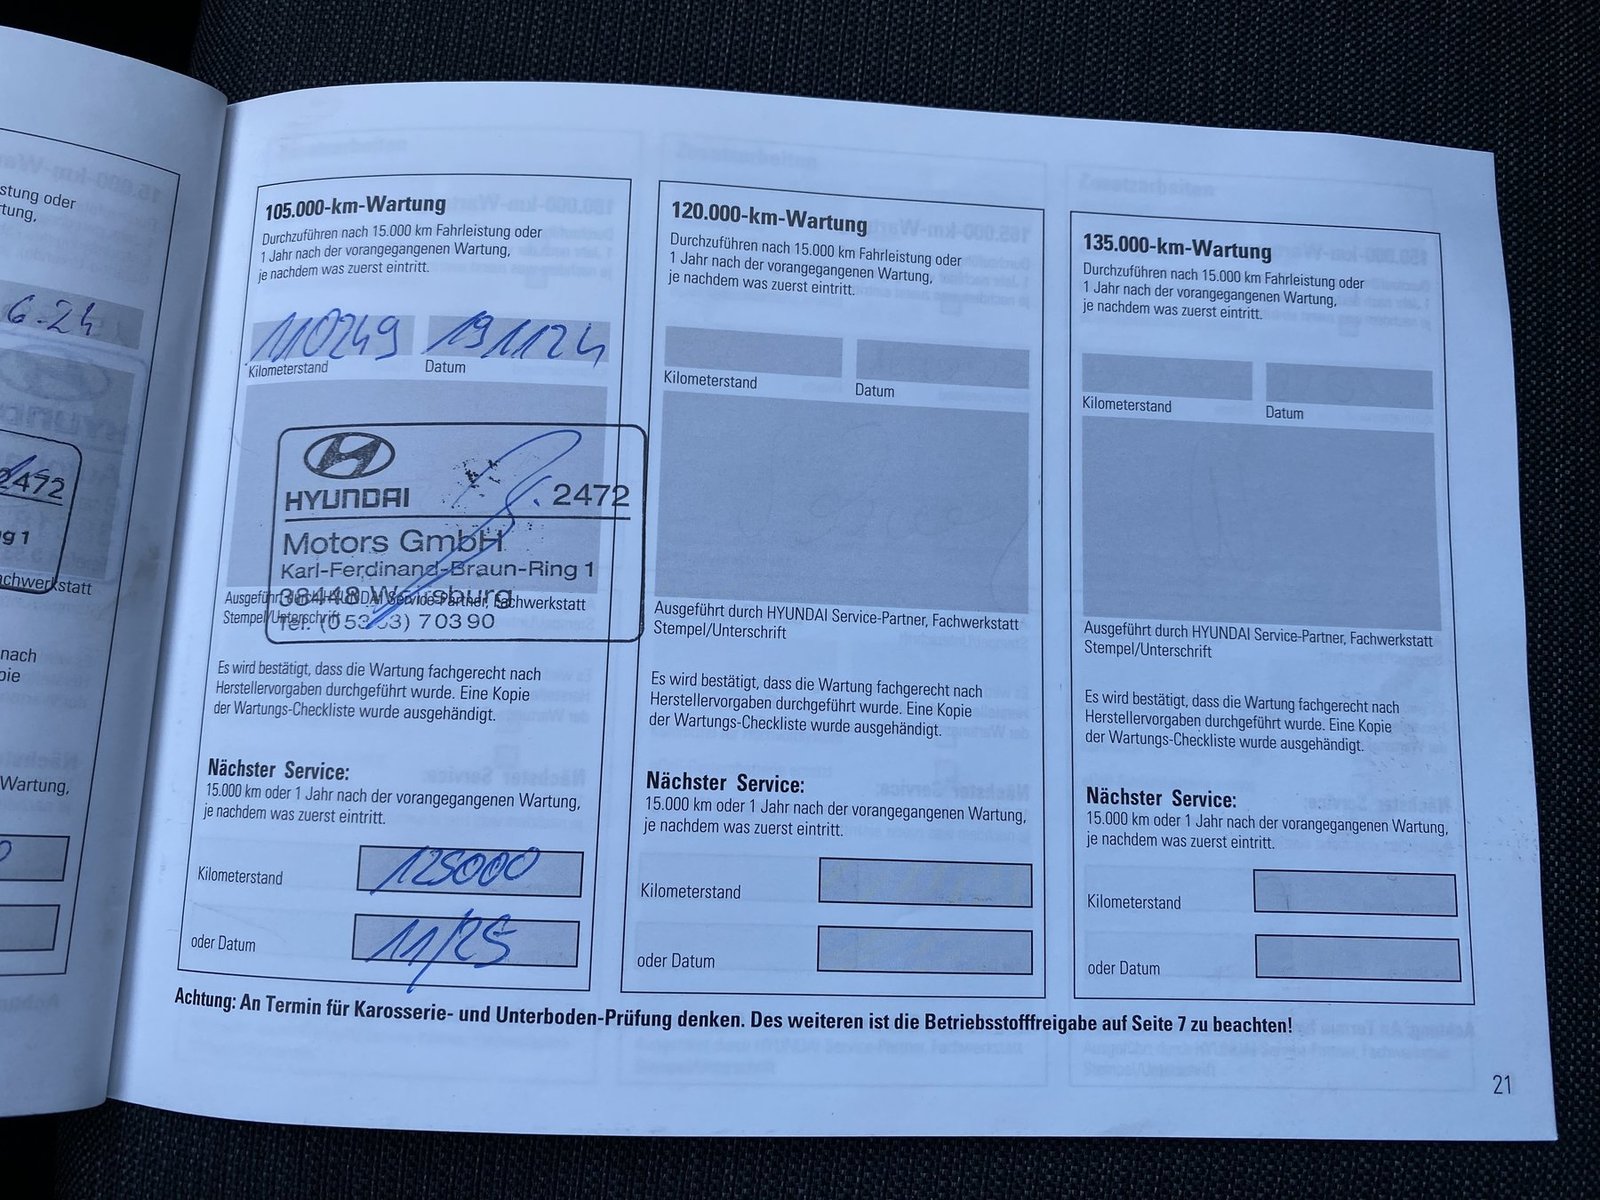 stung oder
tung,
6-24
2472
g 1
chwerkstatt
nach
pie
Wartung,
105.000-km-Wartung
Durchzuführen nach 15.000 km Fahrleistung oder
1 Jahr nach der vorangegangenen Wartung,
je nachdem was zuerst eintritt.
110249 191124
Kilometerstand Datum
HYUNDAI 2472
Motors GmbH
Karl-Ferdinand-Braun-Ring 1
38448 Wolfsburg
Ausgeführt durch HYUNDAI Service-Partner, Fachwerkstatt
Stempel/Unterschrift
Tel. (05363) 70390
Es wird bestätigt, dass die Wartung fachgerecht nach
Herstellervorgaben durchgeführt wurde. Eine Kopie
der Wartungs-Checkliste wurde ausgehändigt.
Nächster Service:
15.000 km oder 1 Jahr nach der vorangegangenen Wartung,
je nachdem was zuerst eintritt.
Kilometerstand 125000
oder Datum 11/25
120.000-km-Wartung
Durchzuführen nach 15.000 km Fahrleistung oder
1 Jahr nach der vorangegangenen Wartung,
je nachdem was zuerst eintritt.
Kilometerstand Datum
Ausgeführt durch HYUNDAI Service-Partner, Fachwerkstatt
Stempel/Unterschrift
Es wird bestätigt, dass die Wartung fachgerecht nach
Herstellervorgaben durchgeführt wurde. Eine Kopie
der Wartungs-Checkliste wurde ausgehändigt.
Nächster Service:
15.000 km oder 1 Jahr nach der vorangegangenen Wartung,
je nachdem was zuerst eintritt.
Kilometerstand
oder Datum
135.000-km-Wartung
Durchzuführen nach 15.000 km Fahrleistung oder
1 Jahr nach der vorangegangenen Wartung,
je nachdem was zuerst eintritt.
Kilometerstand Datum
Ausgeführt durch HYUNDAI Service-Partner, Fachwerkstatt
Stempel/Unterschrift
Es wird bestätigt, dass die Wartung fachgerecht nach
Herstellervorgaben durchgeführt wurde. Eine Kopie
der Wartungs-Checkliste wurde ausgehändigt.
Nächster Service:
15.000 km oder 1 Jahr nach der vorangegangenen Wartung,
je nachdem was zuerst eintritt.
Kilometerstand
oder Datum
Achtung: An Termin für Karosserie- und Unterboden-Prüfung denken. Des weiteren ist die Betriebsstofffreigabe auf Seite 7 zu beachten!
21